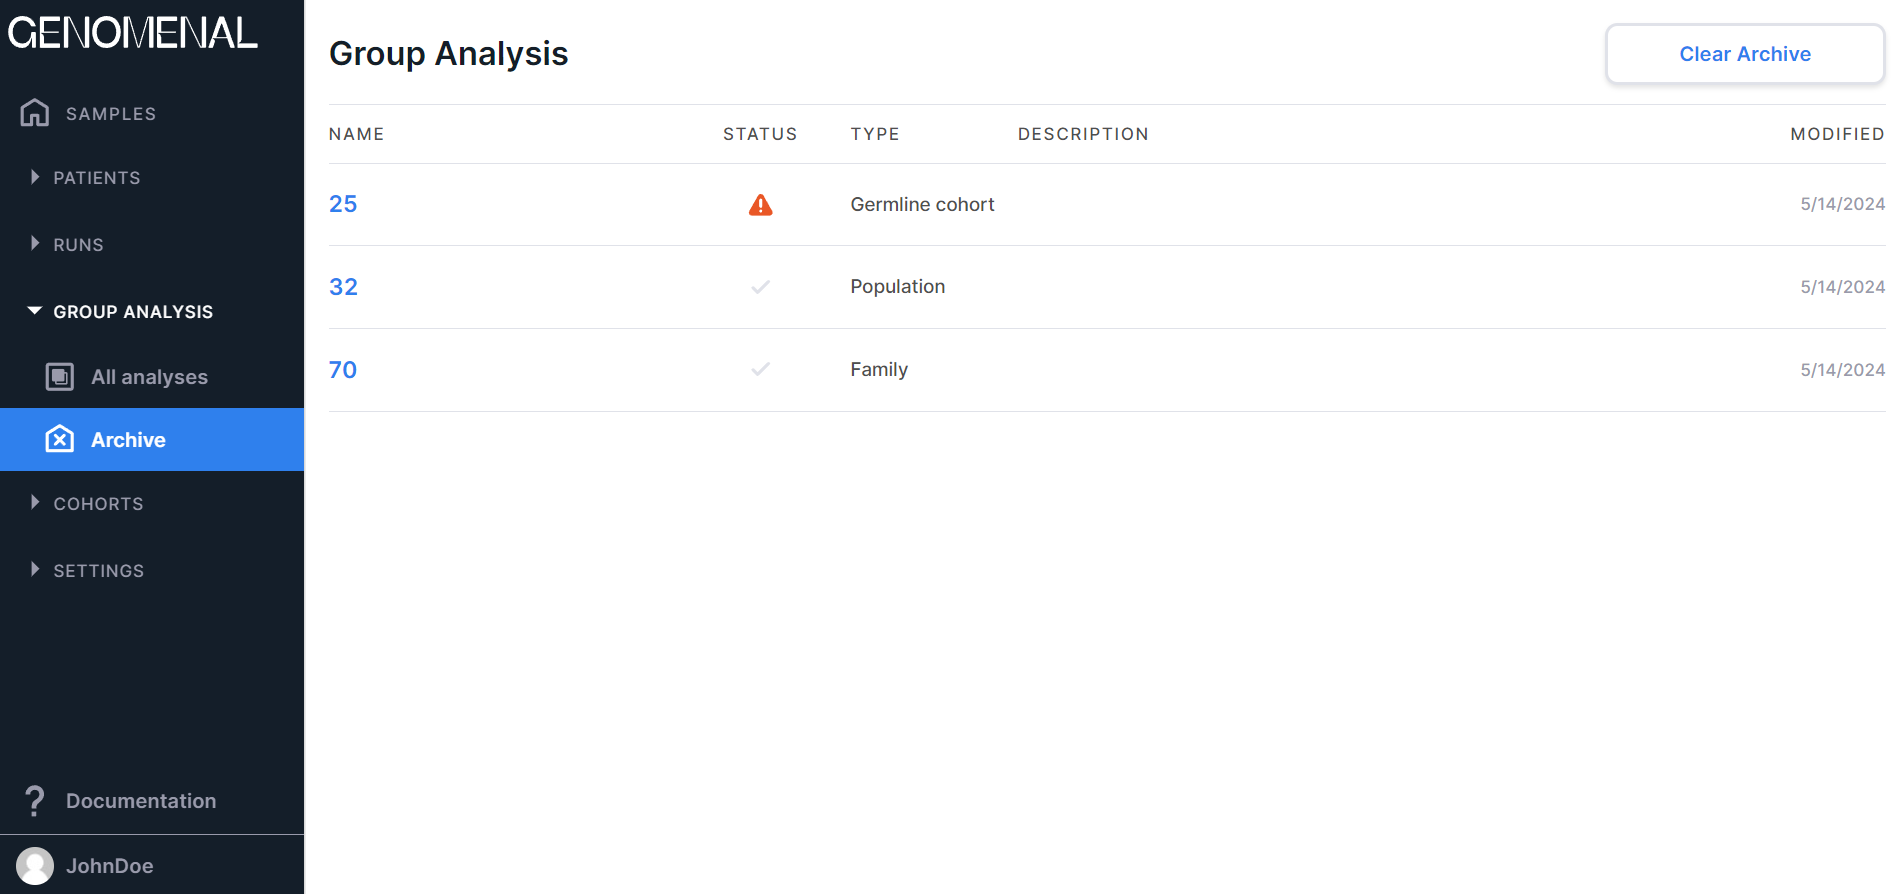 GENOMENAL
SAMPLES
PATIENTS
RUNS
GROUP ANALYSIS
All analyses
Archive
COHORTS
SETTINGS
Documentation
JohnDoe
Group Analysis
Clear Archive
NAME STATUS TYPE DESCRIPTION MODIFIED
25 Germline cohort 5/14/2024
32 Population 5/14/2024
70 Family 5/14/2024